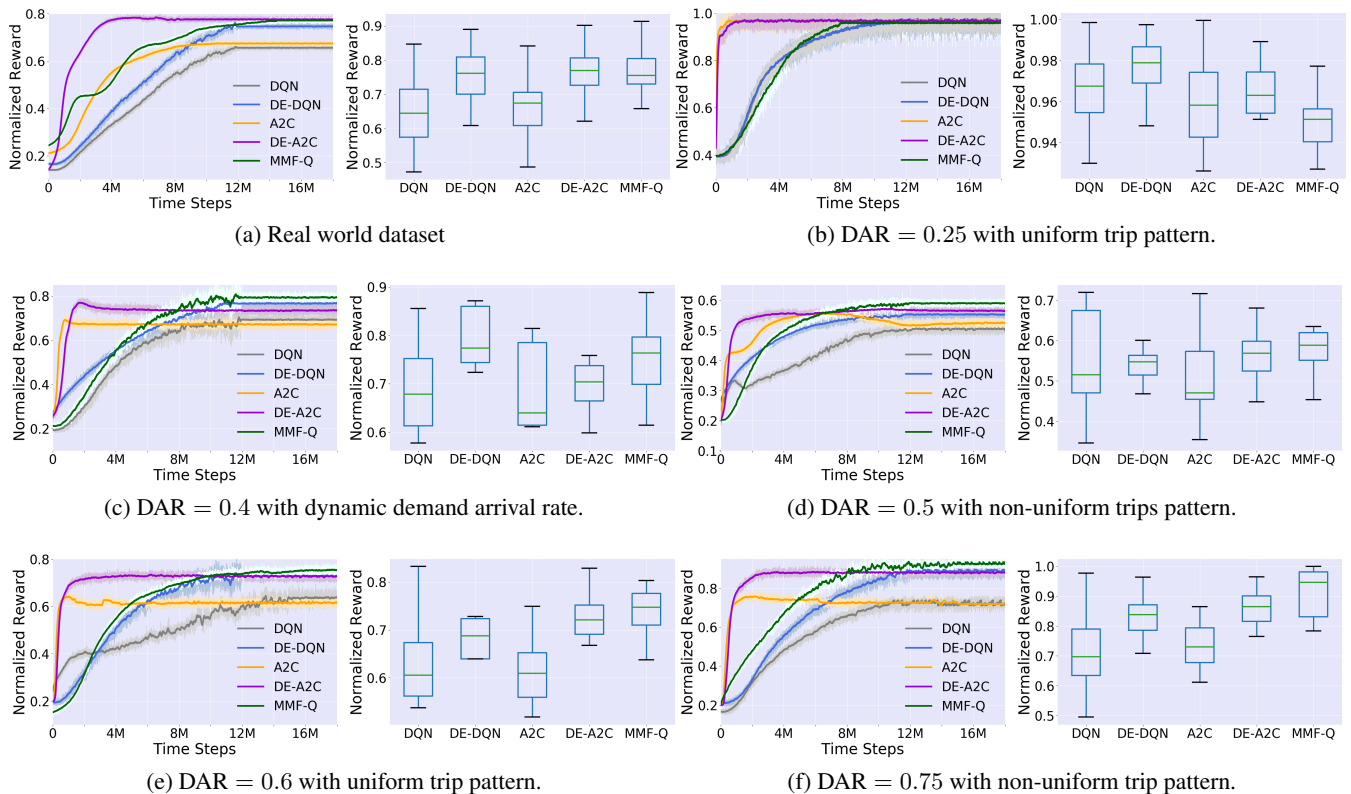 Normalized Reward
0.8
0.6
0.4
0.2
0
4M
8M
12M
16M
Time Steps
DQN
DE-DQN
A2C
DE-A2C
MMF-Q
Normalized Reward
0.9
0.8
0.7
0.6
0.5
DQN DE-DQN A2C DE-A2C MMF-Q
(a) Real world dataset
Normalized Reward
1.0
0.8
0.6
0.4
0
4M
8M
12M
16M
Time Steps
DQN
DE-DQN
A2C
DE-A2C
MMF-Q
Normalized Reward
1.00
0.98
0.96
0.94
DQN DE-DQN A2C DE-A2C MMF-Q
(b) DAR = 0.25 with uniform trip pattern.
Normalized Reward
0.8
0.6
0.4
0.2
0
4M
8M
12M
16M
Time Steps
DQN
DE-DQN
A2C
DE-A2C
MMF-Q
Normalized Reward
0.9
0.8
0.7
0.6
DQN DE-DQN A2C DE-A2C MMF-Q
(c) DAR = 0.4 with dynamic demand arrival rate.
Normalized Reward
0.6
0.5
0.4
0.3
0.2
0.1
0
4M
8M
12M
16M
Time Steps
DQN
DE-DQN
A2C
DE-A2C
MMF-Q
Normalized Reward
0.7
0.6
0.5
0.4
DQN DE-DQN A2C DE-A2C MMF-Q
(d) DAR = 0.5 with non-uniform trips pattern.
Normalized Reward
0.8
0.6
0.4
0.2
0
4M
8M
12M
16M
Time Steps
DQN
DE-DQN
A2C
DE-A2C
MMF-Q
Normalized Reward
0.8
0.7
0.6
DQN DE-DQN A2C DE-A2C MMF-Q
(e) DAR = 0.6 with uniform trip pattern.
Normalized Reward
0.8
0.6
0.4
0.2
0
4M
8M
12M
16M
Time Steps
DQN
DE-DQN
A2C
DE-A2C
MMF-Q
Normalized Reward
1.0
0.9
0.8
0.7
0.6
0.5
DQN DE-DQN A2C DE-A2C MMF-Q
(f) DAR = 0.75 with non-uniform trip pattern.